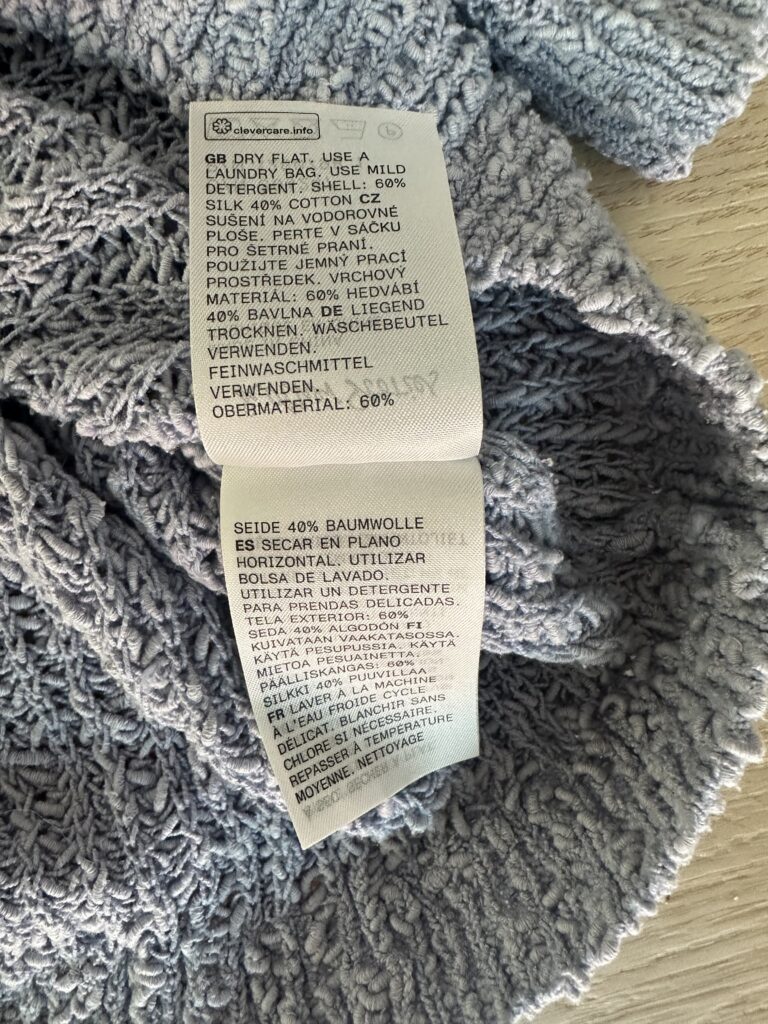 clevercare.info
GB DRY FLAT. USE A
LAUNDRY BAG. USE MILD
DETERGENT. SHELL: 60%
SILK 40% COTTON CZ
SUŠENÍ NA VODOROVNÉ
PLOŠE. PERTE V SÁČKU
PRO ŠETRNÉ PRANÍ.
POUŽIJTE JEMNÝ PRACÍ
PROSTŘEDEK. VRCHOVÝ
MATERIÁL: 60% HEDVÁBÍ
40% BAVLNA DE LIEGEND
TROCKNEN. WÄSCHEBEUTEL
VERWENDEN.
FEINWASCHMITTEL
VERWENDEN.
OBERMATERIAL: 60%
SEIDE 40% BAUMWOLLE
ES SECAR EN PLANO
HORIZONTAL. UTILIZAR
BOLSA DE LAVADO.
UTILIZAR UN DETERGENTE
PARA PRENDAS DELICADAS.
TELA EXTERIOR: 60%
SEDA 40% ALGODÓN FI
KUIVATAAN VAAKATASOSSA.
KÄYTÄ PESUPUSSIA. KÄYTÄ
MIETOA PESUAINETTA.
PÄÄLLISKANGAS: 60%
SILKKI 40% PUUVILLAA
FR LAVER À LA MACHINE
À L'EAU FROIDE CYCLE
DÉLICAT. BLANCHIR SANS
CHLORE SI NÉCESSAIRE.
REPASSER À TEMPÉRATURE
MOYENNE. NETTOYAGE